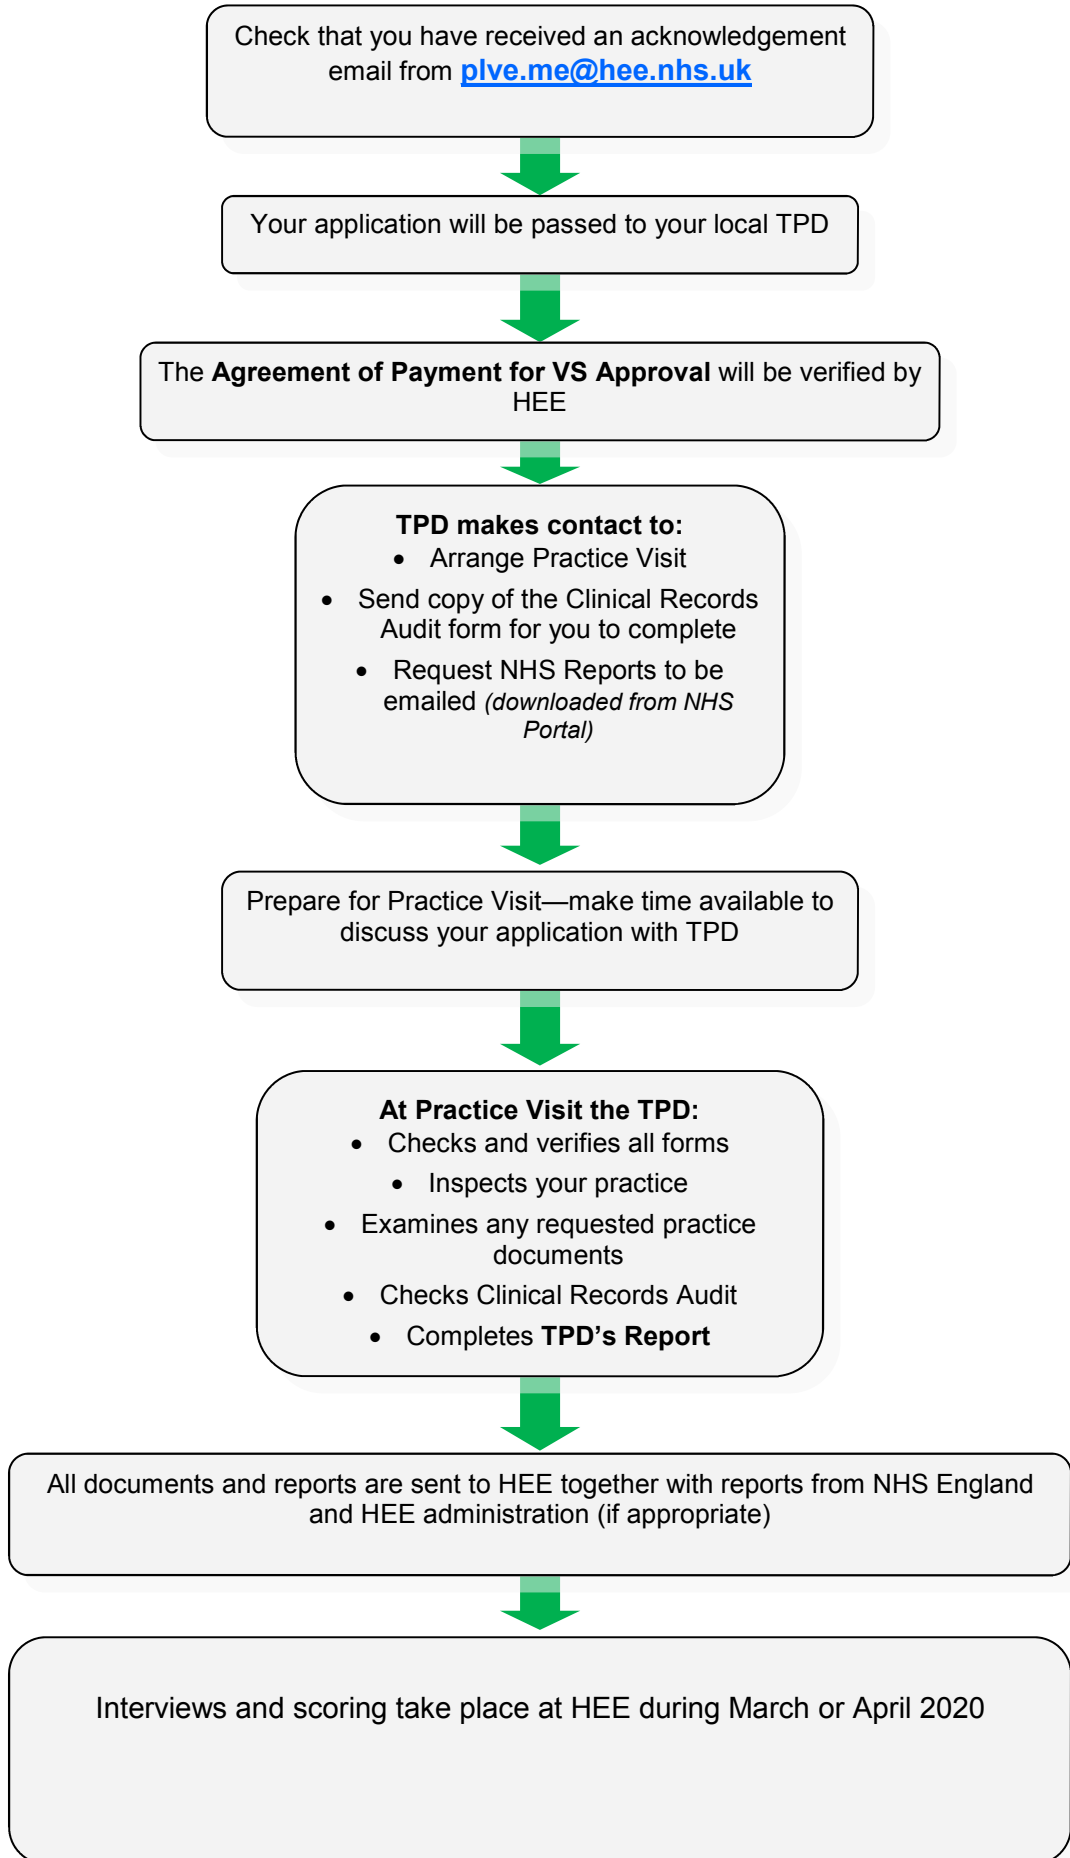 Check that you have received an acknowledgement
email from plve.me@hee.nhs.uk
Your application will be passed to your local TPD
The Agreement of Payment for VS Approval will be verified by
HEE
TPD makes contact to:
• Arrange Practice Visit
• Send copy of the Clinical Records
Audit form for you to complete
• Request NHS Reports to be
emailed (downloaded from NHS
Portal)
Prepare for Practice Visit—make time available to
discuss your application with TPD
At Practice Visit the TPD:
• Checks and verifies all forms
• Inspects your practice
• Examines any requested practice
documents
• Checks Clinical Records Audit
• Completes TPD’s Report
All documents and reports are sent to HEE together with reports from NHS England
and HEE administration (if appropriate)
Interviews and scoring take place at HEE during March or April 2020